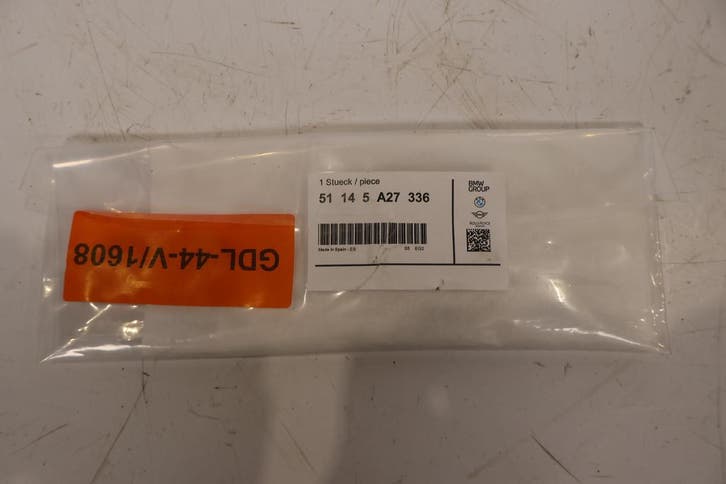 1 Stueck / piece
51 14 5 A27 336
Made in Spain - ES
BMW
GROUP
GDL-44-V/1608